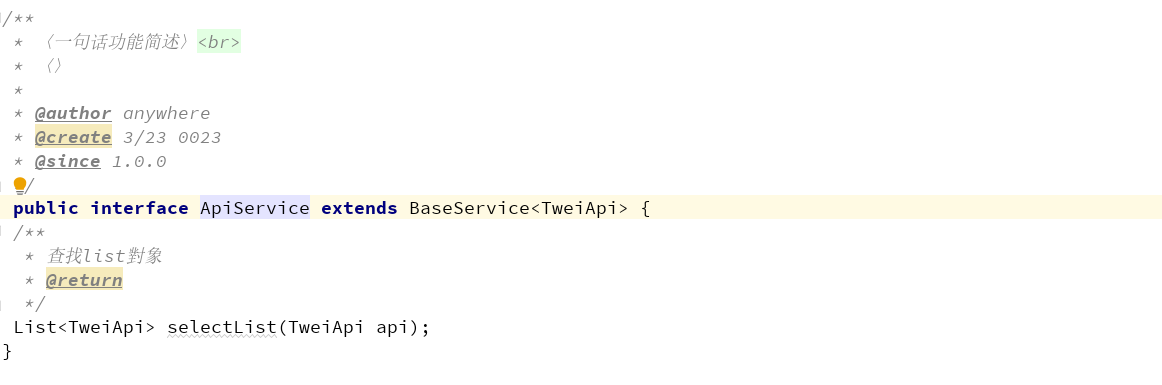 /**
 * 〈一句话功能简述〉<br>
 * 〈〉
 *
 * @author anywhere
 * @create 3/23 0023
 * @since 1.0.0
 */
public interface ApiService extends BaseService<TweiApi> {
/**
 * 查找list對象
 * @return
 */
List<TweiApi> selectList(TweiApi api);
}